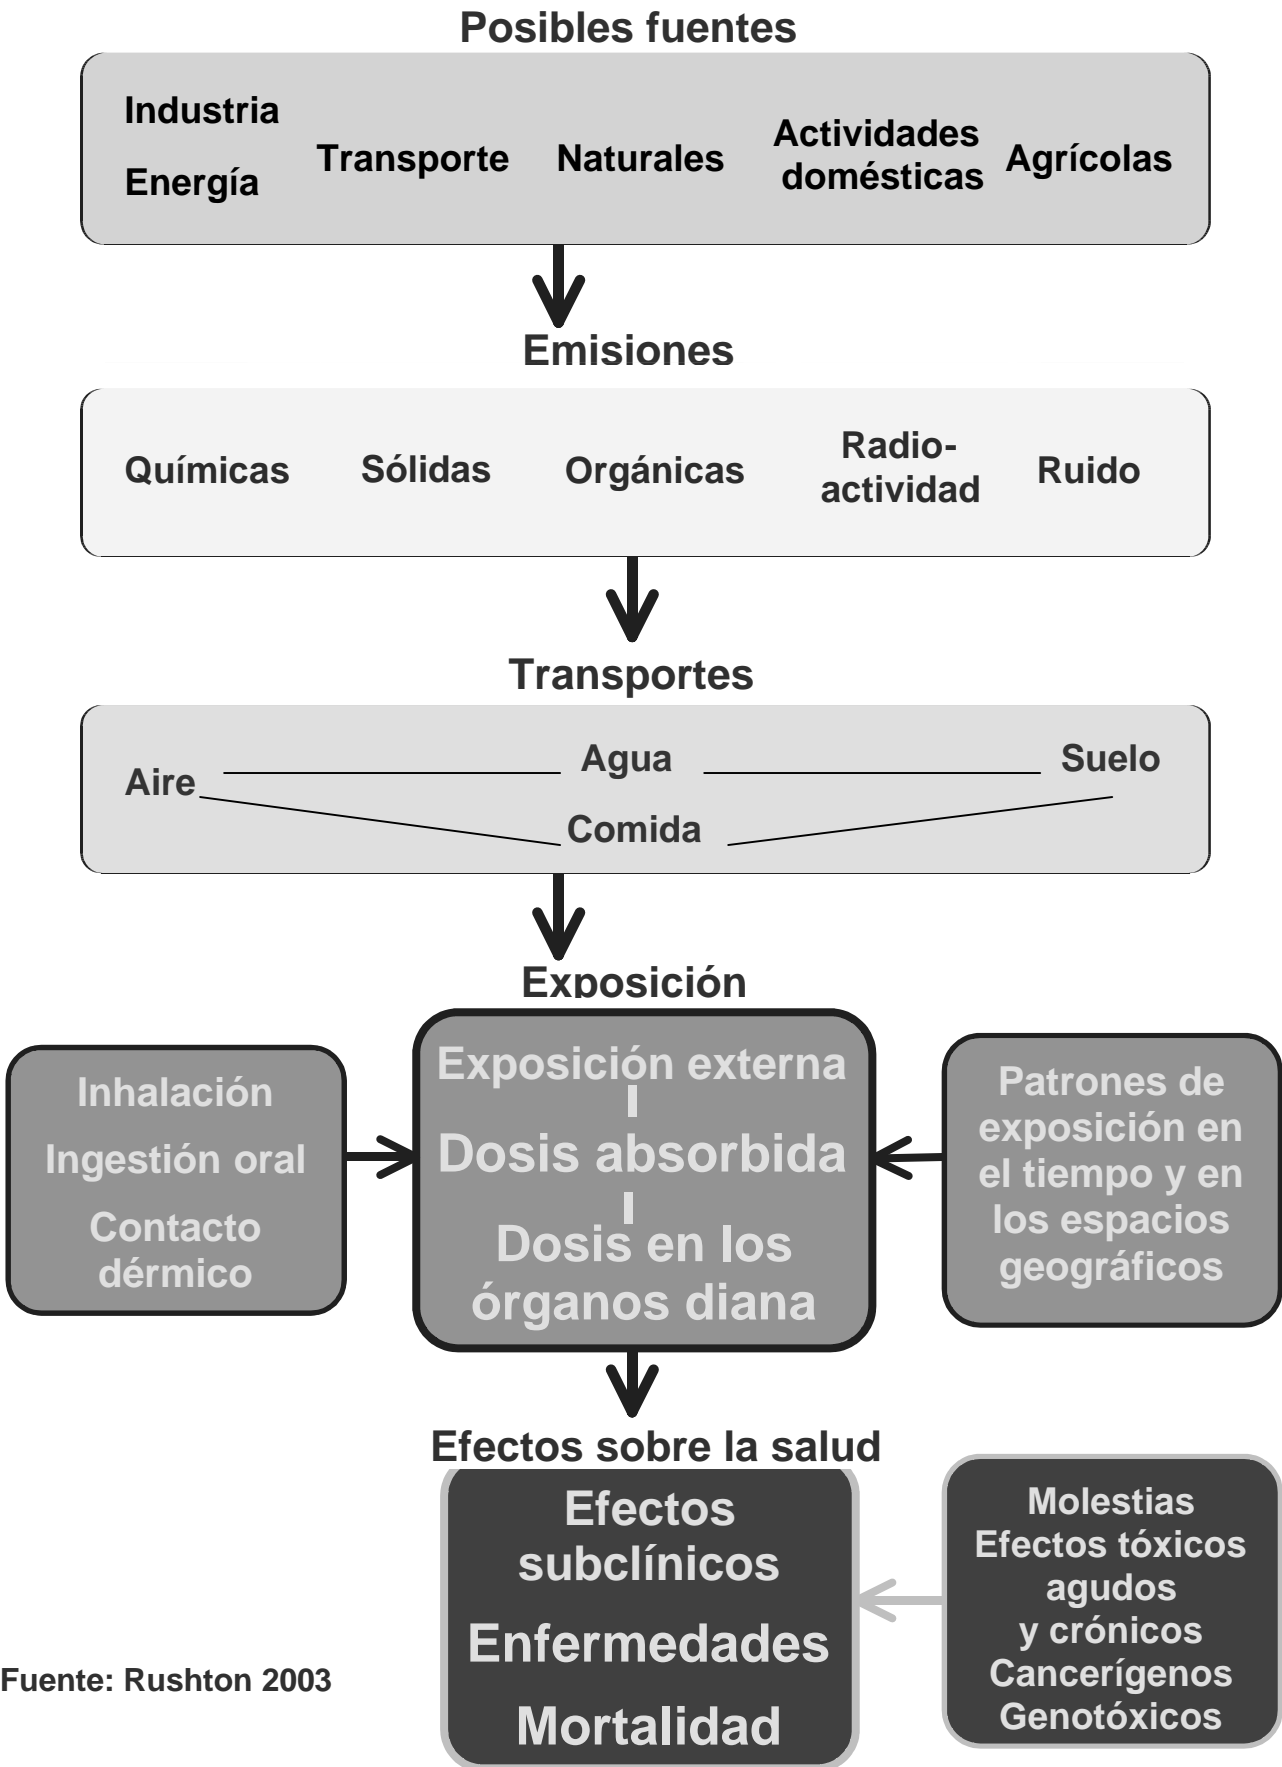 Posibles fuentes
Industria
Energía
Transporte
Naturales
Actividades
domésticas
Agrícolas
Emisiones
Químicas
Sólidas
Orgánicas
Radio-
actividad
Ruido
Transportes
Aire
Agua
Suelo
Comida
Exposición
Inhalación
Ingestión oral
Contacto
dérmico
Exposición externa
Dosis absorbida
Dosis en los
órganos diana
Patrones de
exposición en
el tiempo y en
los espacios
geográficos
Efectos sobre la salud
Efectos
subclínicos
Enfermedades
Mortalidad
Molestias
Efectos tóxicos
agudos
y crónicos
Cancerígenos
Genotóxicos
Fuente: Rushton 2003